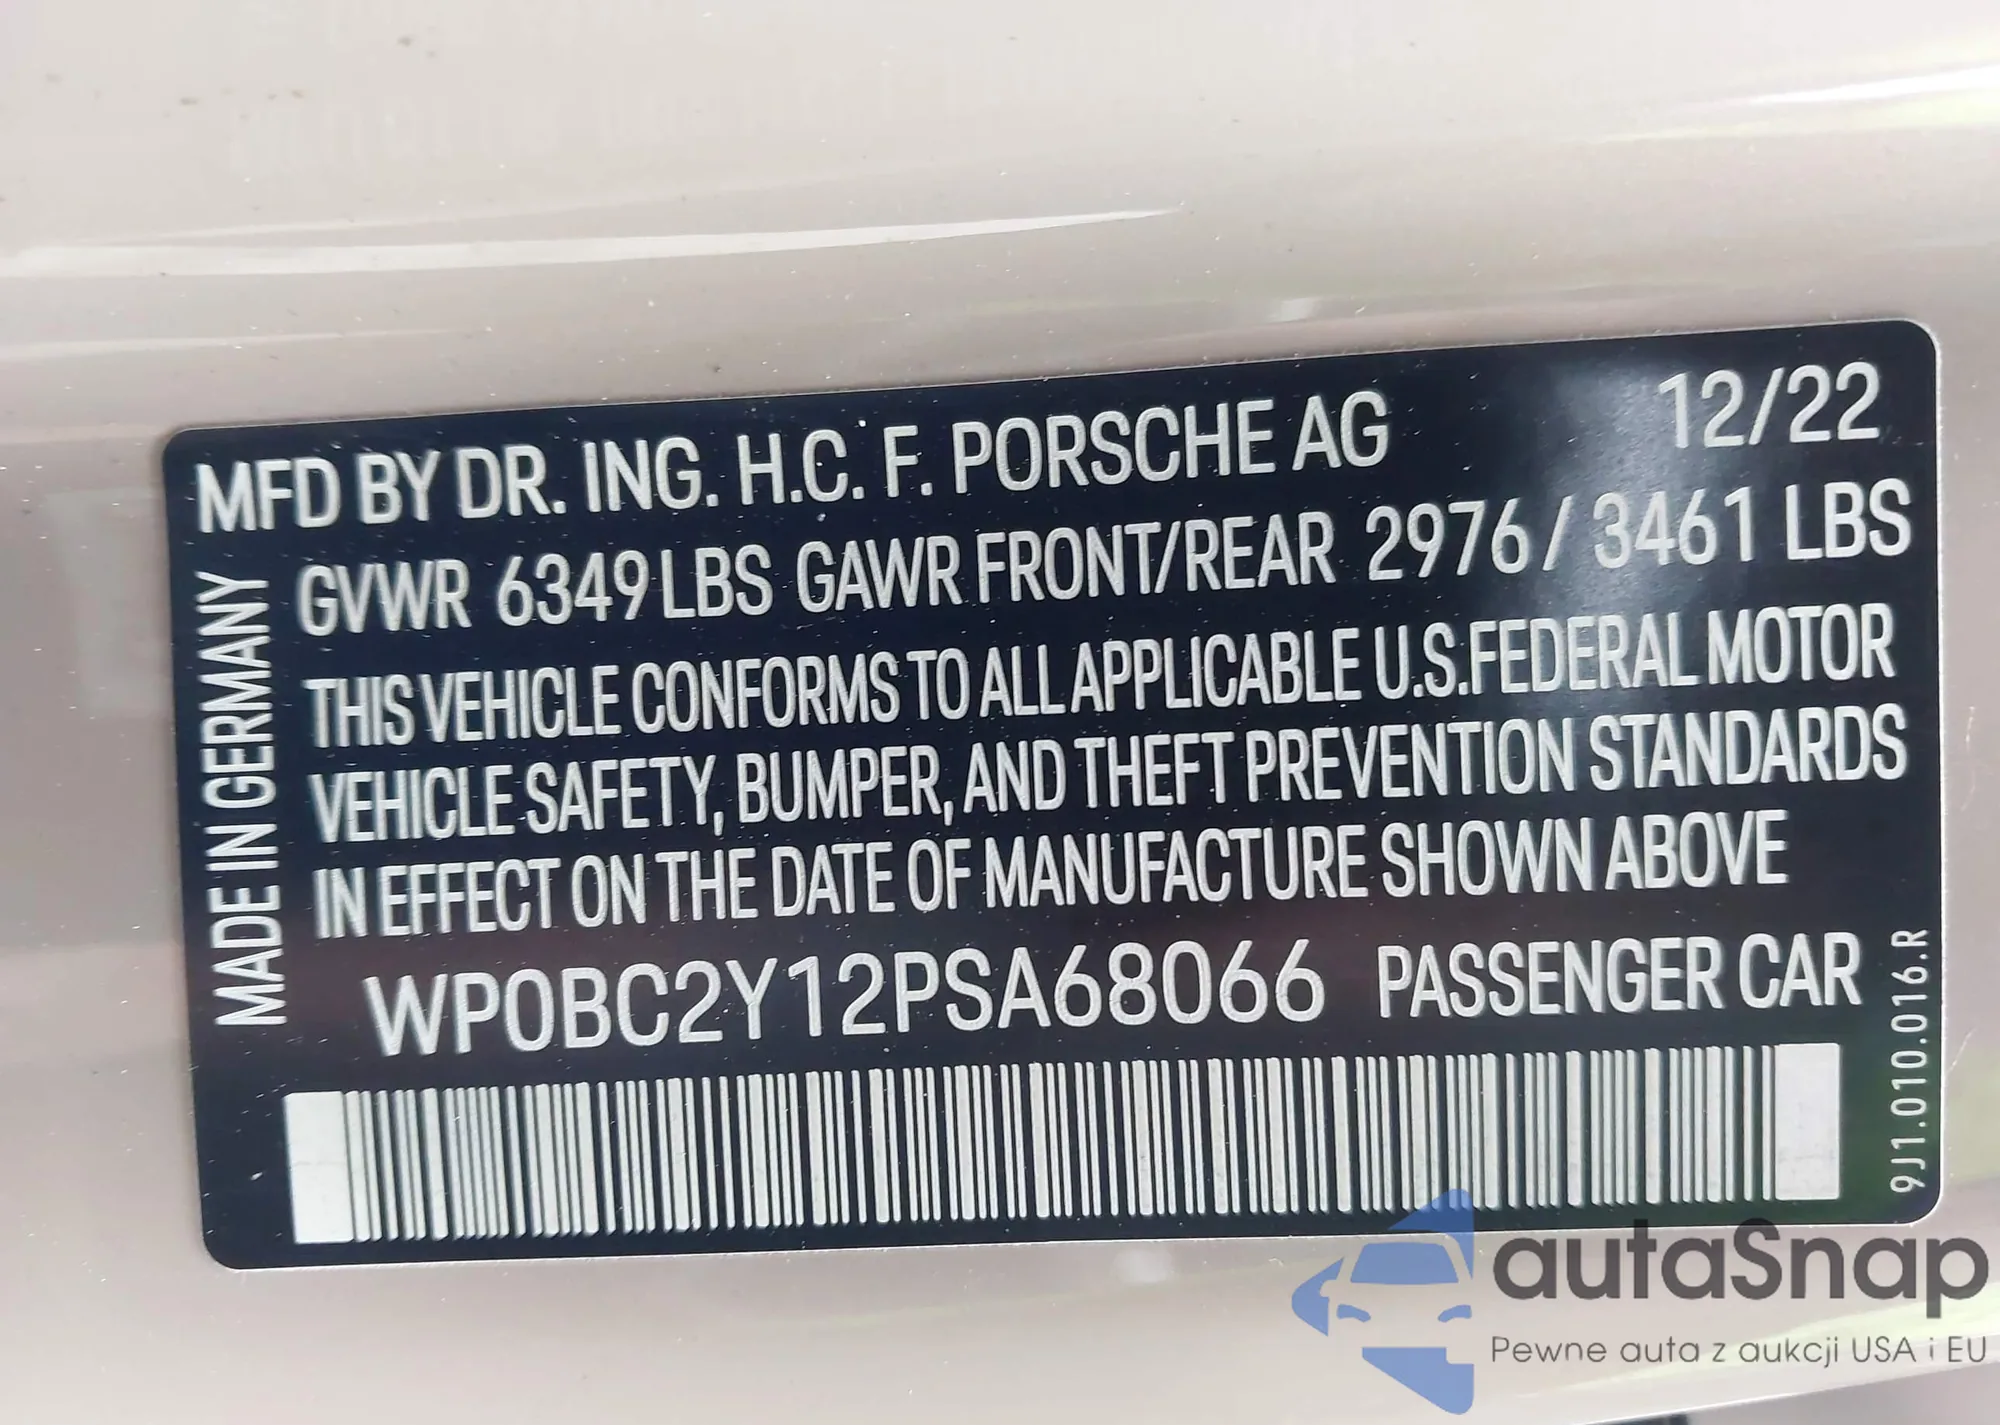 MFD BY DR. ING. H.C. F. PORSCHE AG 12/22
GVWR 6349 LBS GAWR FRONT/REAR 2976 / 3461 LBS
THIS VEHICLE CONFORMS TO ALL APPLICABLE U.S.FEDERAL MOTOR
VEHICLE SAFETY, BUMPER, AND THEFT PREVENTION STANDARDS
IN EFFECT ON THE DATE OF MANUFACTURE SHOWN ABOVE
WP0BC2Y12PSA68066 PASSENGER CAR
MADE IN GERMANY
9J1.010.016.R
autaSnap
Pewne auta z aukcji USA i EU